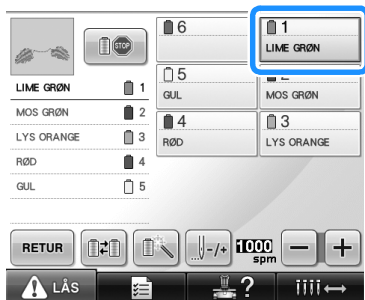 6
1
LIME GRØN
5
GUL
2
MOS GRØN
4
RØD
3
LYS ORANGE
STOP
LIME GRØN 1
MOS GRØN 2
LYS ORANGE 3
RØD 4
GUL 5
RETUR
-/+
1000
spm
− +
LÅS
?